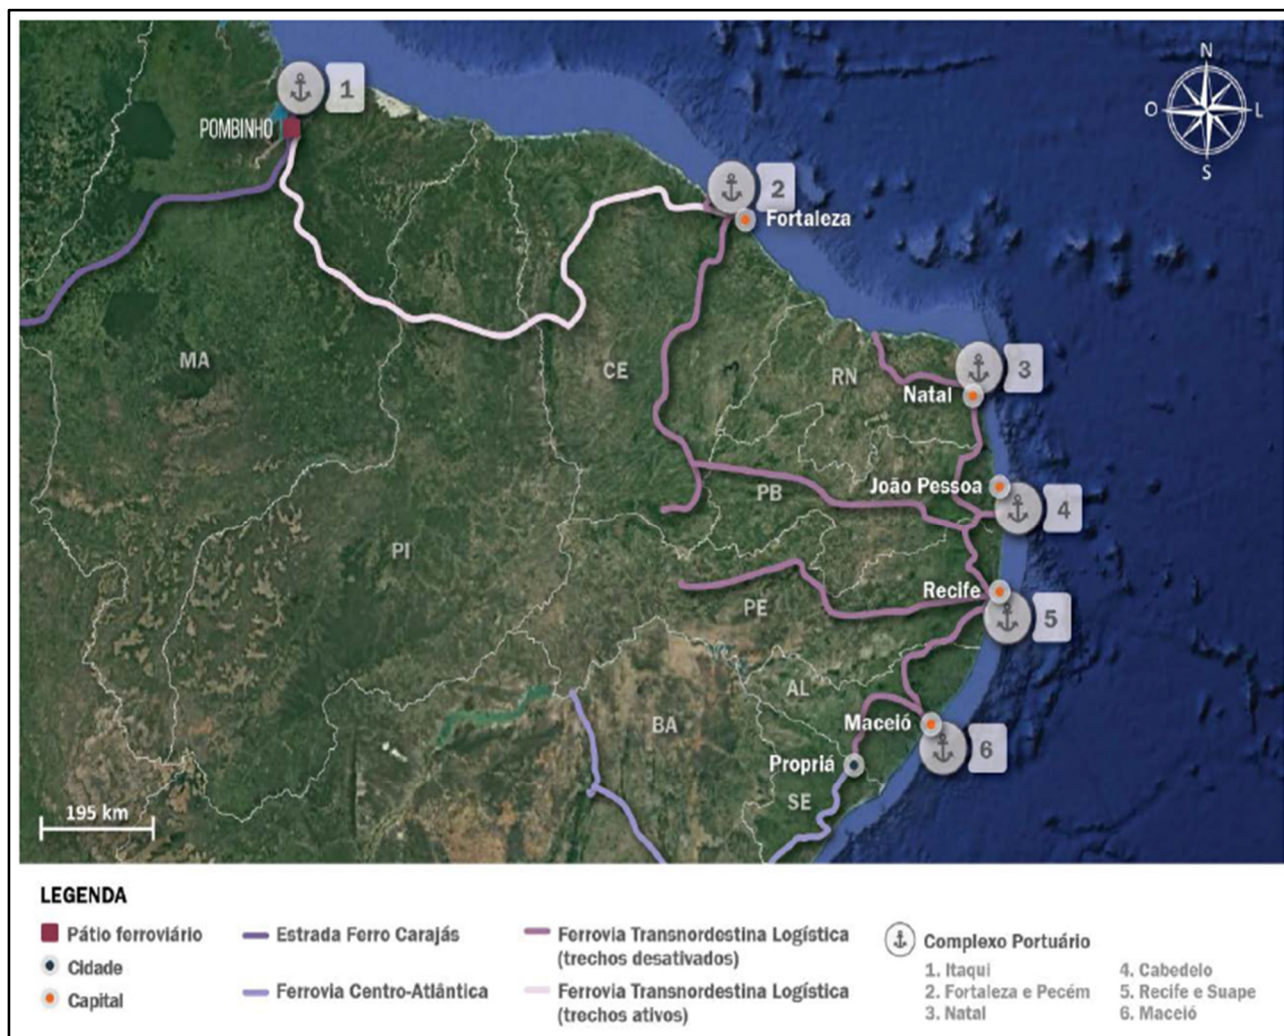 1
POMBINHO
N
O
L
S
2
Fortaleza
3
MA
CE
RN
Natal
João Pessoa
PB
4
PI
Recife
PE
5
AL
BA
Maceió
6
Propriá
SE
195 km
LEGENDA
Pátio ferroviário
Cidade
Capital
Estrada Ferro Carajás
Ferrovia Centro-Atlântica
Ferrovia Transnordestina Logística
(trechos desativados)
Ferrovia Transnordestina Logística
(trechos ativos)
Complexo Portuário
1. Itaqui
2. Fortaleza e Pecém
3. Natal
4. Cabedelo
5. Recife e Suape
6. Maceió